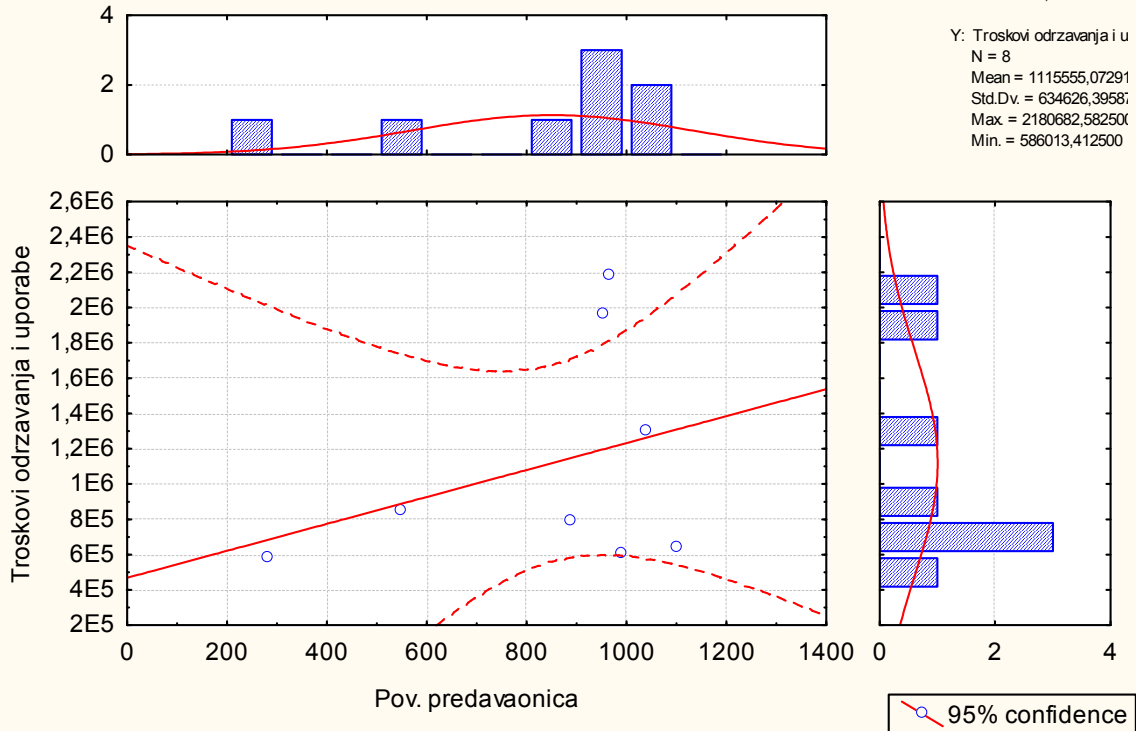 4
2
0
Y: Troskovi odrzavanja i u
N = 8
Mean = 1115555,07291
Std.Dv. = 634626,39587
Max. = 2180682,582500
Min. = 586013,412500
2,6E6
2,4E6
2,2E6
2E6
1,8E6
1,6E6
1,4E6
1,2E6
1E6
8E5
6E5
4E5
2E5
Troskovi odrzavanja i uporabe
0 200 400 600 800 1000 1200 1400
Pov. predavaonica
0 2 4
95% confidence